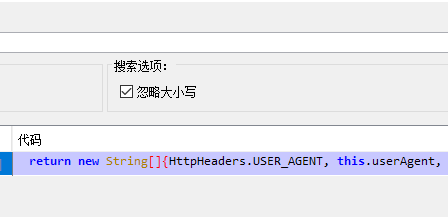 搜索选项：
忽略大小写
代码
return new String[]{HttpHeaders.USER_AGENT, this.userAgent,